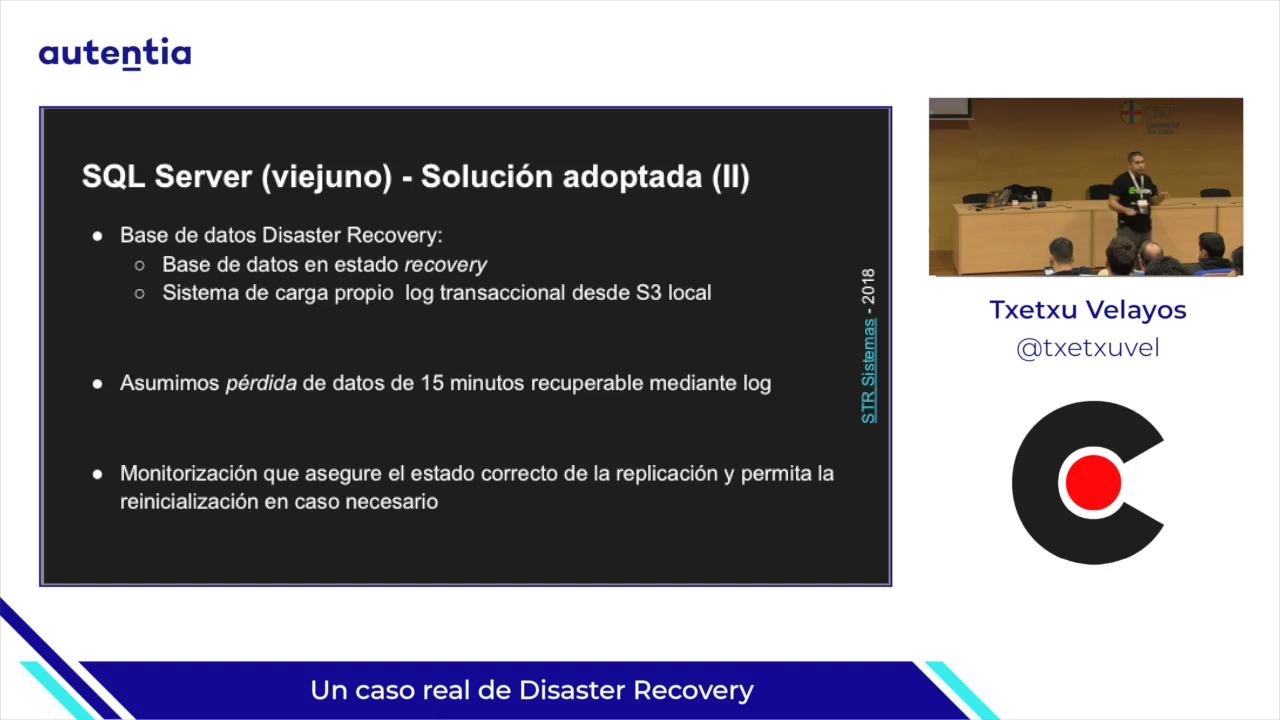 autentia
SQL Server (viejuno) - Solución adoptada (II)
● Base de datos Disaster Recovery:
○ Base de datos en estado recovery
○ Sistema de carga propio log transaccional desde S3 local
● Asumimos pérdida de datos de 15 minutos recuperable mediante log
● Monitorización que asegure el estado correcto de la replicación y permita la
reinicialización en caso necesario
STR Sistemas - 2018
Txetxu Velayos
@txetxuvel
Un caso real de Disaster Recovery